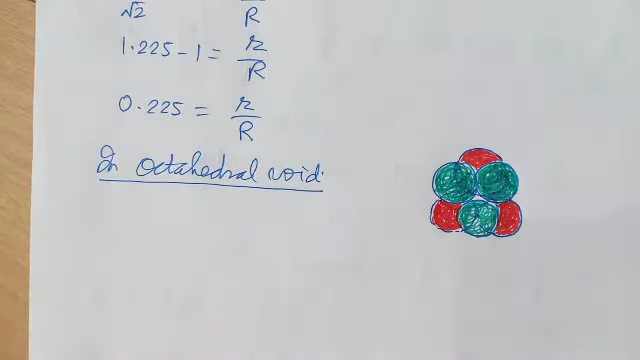 √2 R
1.225 - 1 = r/R
0.225 = r/R
In octahedral void: